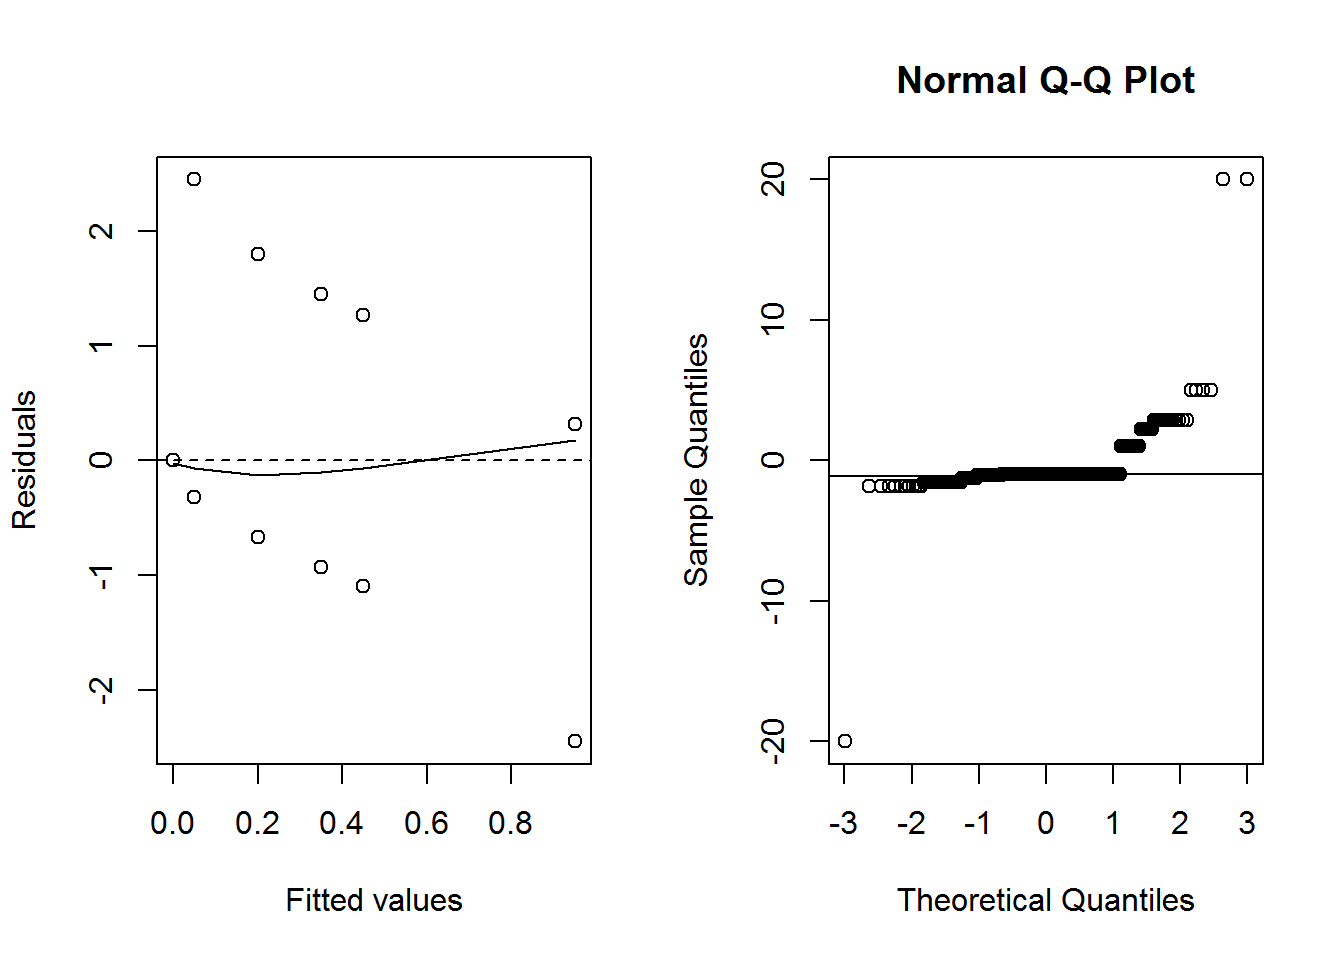 Normal Q-Q Plot
Residuals
2
1
0
-1
-2
0.0 0.2 0.4 0.6 0.8
Fitted values
Sample Quantiles
20
10
0
-10
-20
-3 -2 -1 0 1 2 3
Theoretical Quantiles